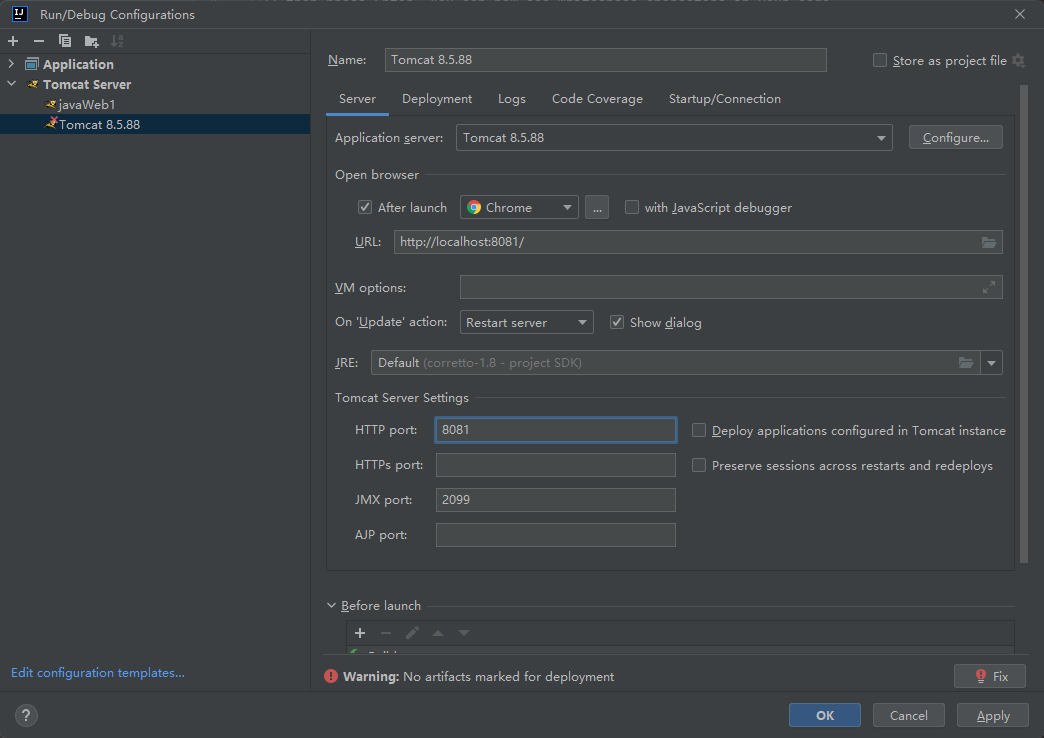 Run/Debug Configurations
Application
Tomcat Server
javaWeb1
Tomcat 8.5.88
Edit configuration templates...
Name: Tomcat 8.5.88 Store as project file
Server Deployment Logs Code Coverage Startup/Connection
Application server: Tomcat 8.5.88 Configure...
Open browser
After launch Chrome ... with JavaScript debugger
URL: http://localhost:8081/
VM options:
On 'Update' action: Restart server Show dialog
JRE: Default (corretto-1.8 - project SDK)
Tomcat Server Settings
HTTP port: 8081 Deploy applications configured in Tomcat instance
HTTPs port: Preserve sessions across restarts and redeploys
JMX port: 2099
AJP port:
Before launch
Warning: No artifacts marked for deployment Fix
? OK Cancel Apply